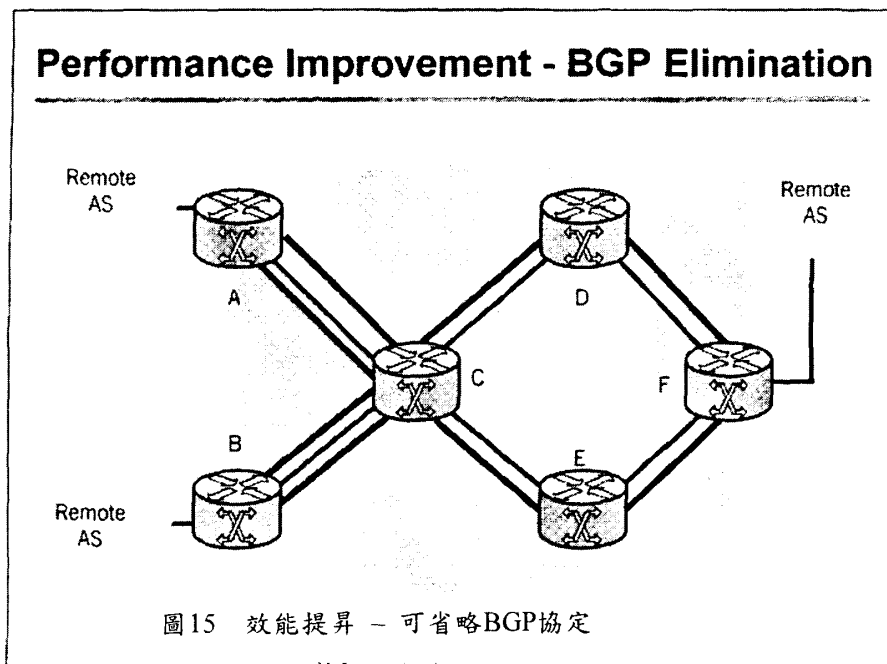 Performance Improvement - BGP Elimination
Remote
AS
Remote
AS
A
D
C
F
B
E
Remote
AS
圖15 效能提昇 – 可省略BGP協定